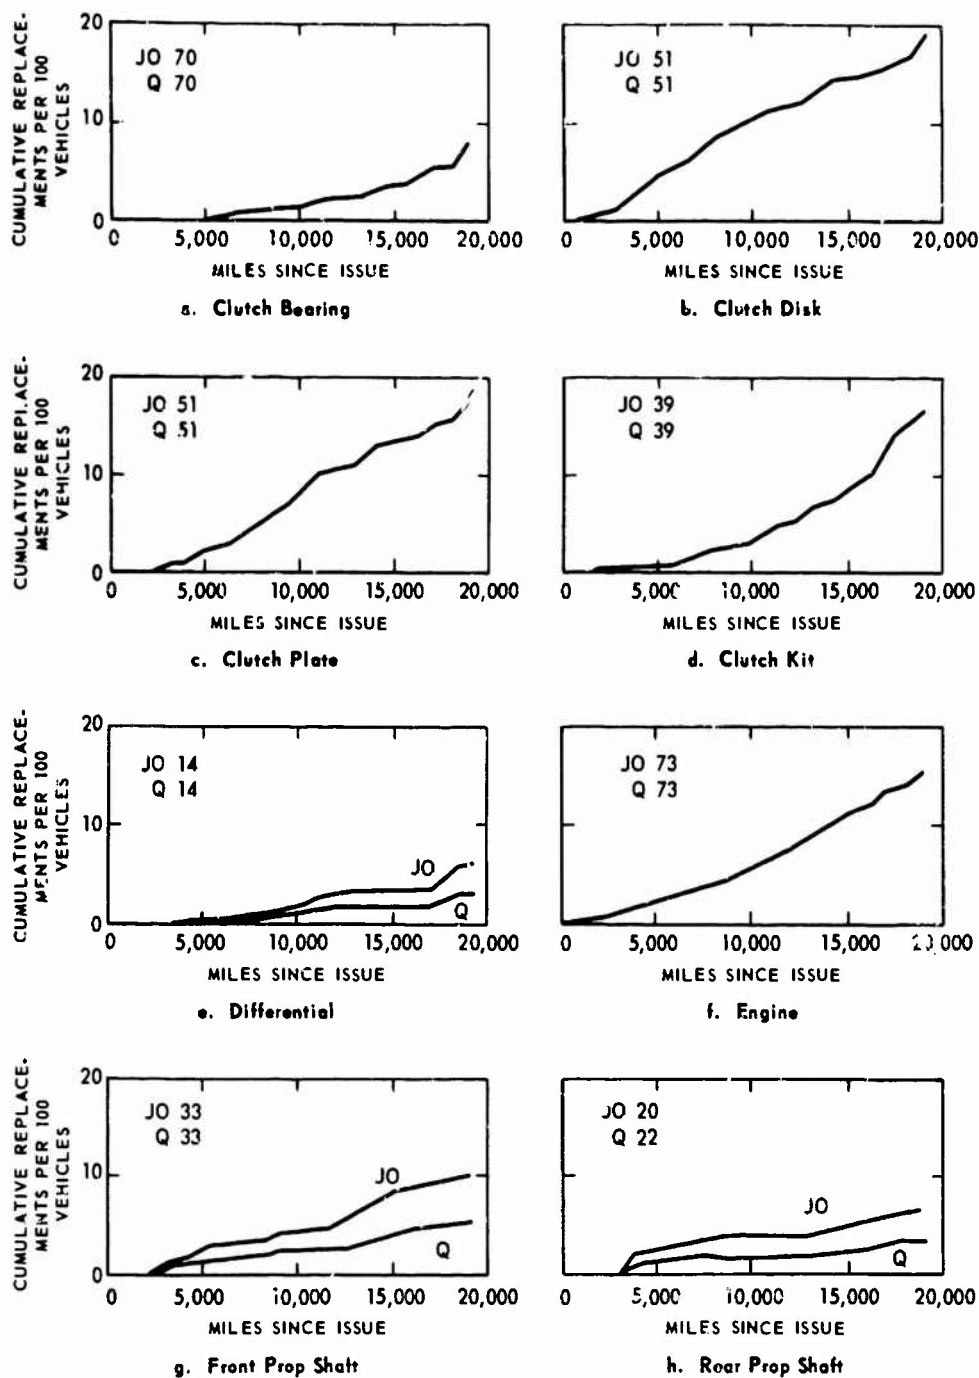 CUMULATIVE REPLACE-
MENTS PER 100
VEHICLES
20
10
0
JO 70
Q 70
0 5,000 10,000 15,000 20,000
MILES SINCE ISSUE
a. Clutch Bearing
JO 51
Q 51
0 5,000 10,000 15,000 20,000
MILES SINCE ISSUE
b. Clutch Disk
CUMULATIVE REPLACE-
MENTS PER 100
VEHICLES
20
10
0
JO 51
Q 51
0 5,000 10,000 15,000 20,000
MILES SINCE ISSUE
c. Clutch Plate
JO 39
Q 39
0 5,000 10,000 15,000 20,000
MILES SINCE ISSUE
d. Clutch Kit
CUMULATIVE REPLACE-
MENTS PER 100
VEHICLES
20
10
0
JO 14
Q 14
JO
Q
0 5,000 10,000 15,000 20,000
MILES SINCE ISSUE
e. Differential
JO 73
Q 73
0 5,000 10,000 15,000 20,000
MILES SINCE ISSUE
f. Engine
CUMULATIVE REPLACE-
MENTS PER 100
VEHICLES
20
10
0
JO 33
Q 33
JO
Q
0 5,000 10,000 15,000 20,000
MILES SINCE ISSUE
g. Front Prop Shaft
JO 20
Q 22
JO
Q
0 5,000 10,000 15,000 20,000
MILES SINCE ISSUE
h. Rear Prop Shaft